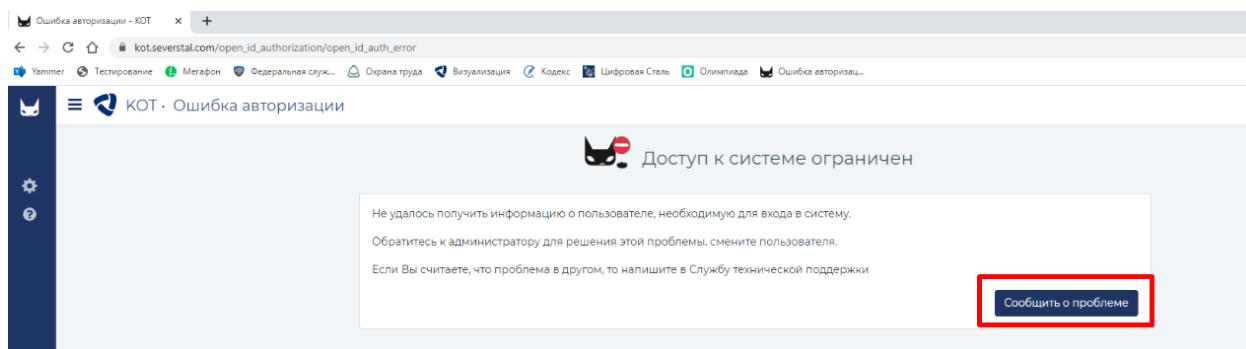 Ошибка авторизации - КОТ
kot.severstal.com/open_id_authorization/open_id_auth_error
Yammer Тестирование Мегафон Федеральная служ... Охрана труда Визуализация Кодекс Цифровая Сталь Олимпиада Ошибка авторизац...
КОТ · Ошибка авторизации
Доступ к системе ограничен
Не удалось получить информацию о пользователе, необходимую для входа в систему.
Обратитесь к администратору для решения этой проблемы. смените пользователя.
Если Вы считаете, что проблема в другом, то напишите в Службу технической поддержки
Сообщить о проблеме